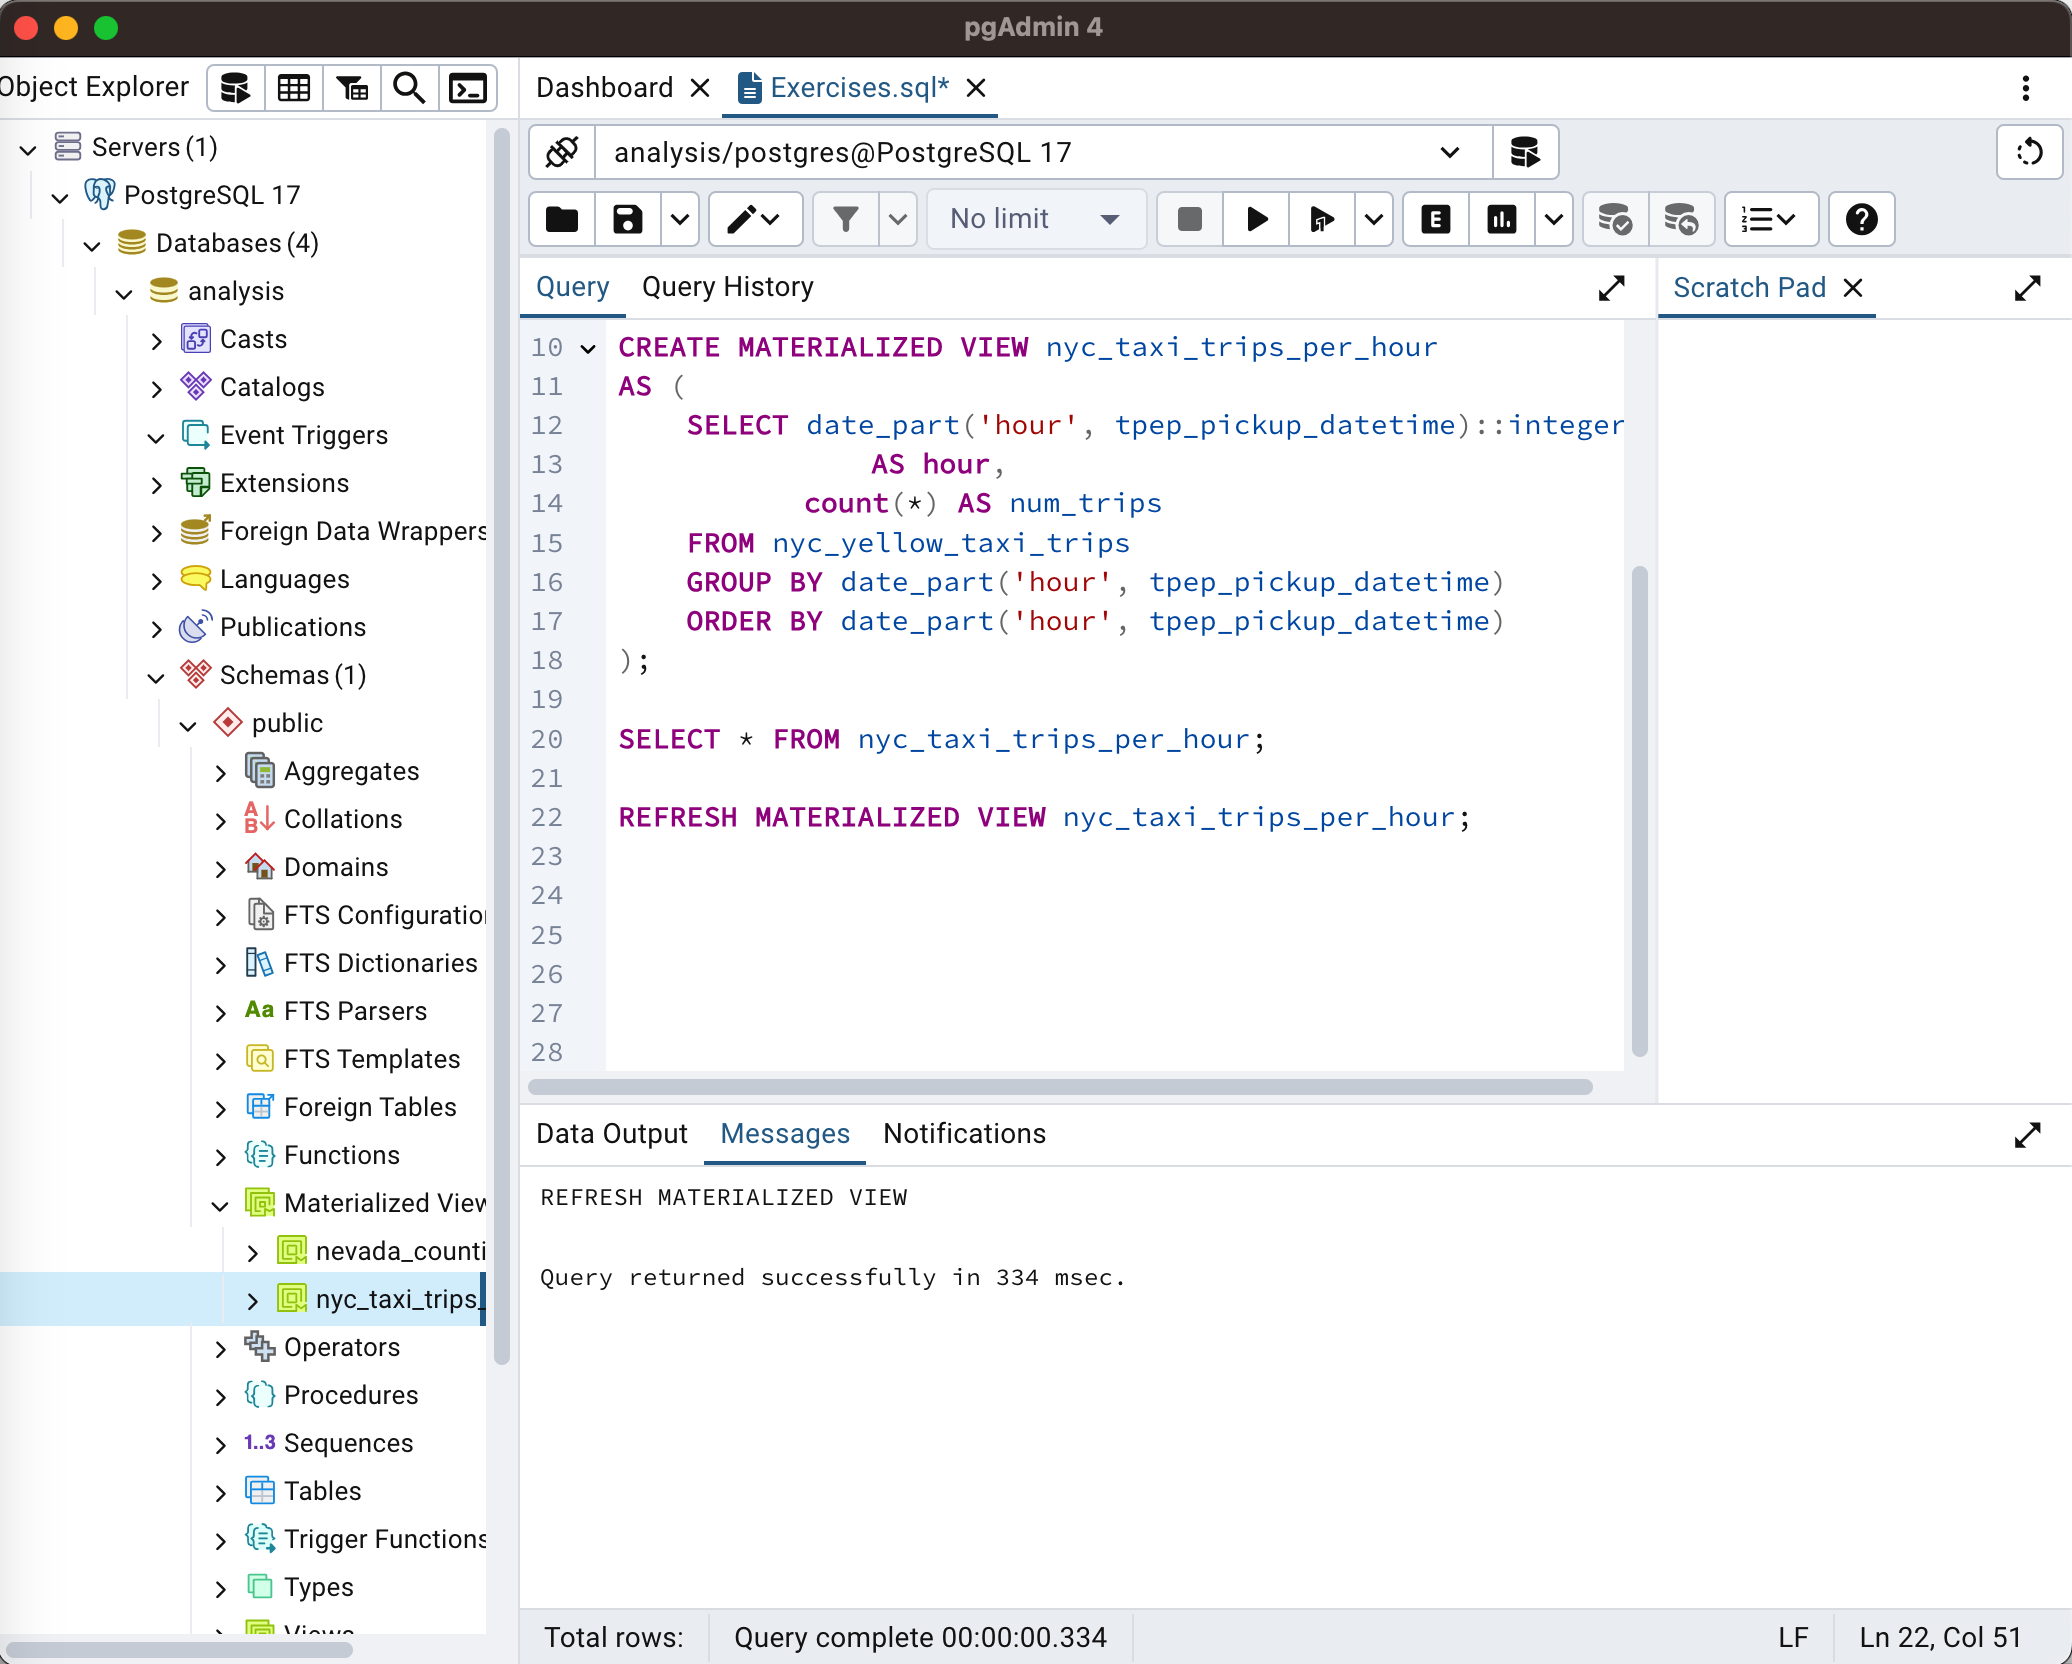 pgAdmin 4
Object Explorer
Dashboard
Exercises.sql*
Servers (1)
PostgreSQL 17
Databases (4)
analysis
Casts
Catalogs
Event Triggers
Extensions
Foreign Data Wrappers
Languages
Publications
Schemas (1)
public
Aggregates
Collations
Domains
FTS Configuration
FTS Dictionaries
Aa FTS Parsers
FTS Templates
Foreign Tables
Functions
Materialized View
nevada_counti
nyc_taxi_trips_
Operators
Procedures
1..3 Sequences
Tables
Trigger Functions
Types
Views
analysis/postgres@PostgreSQL 17
No limit
Query
Query History
Scratch Pad
10 CREATE MATERIALIZED VIEW nyc_taxi_trips_per_hour
11 AS (
12 SELECT date_part('hour', tpep_pickup_datetime)::integer
13 AS hour,
14 count(*) AS num_trips
15 FROM nyc_yellow_taxi_trips
16 GROUP BY date_part('hour', tpep_pickup_datetime)
17 ORDER BY date_part('hour', tpep_pickup_datetime)
18 );
19
20 SELECT * FROM nyc_taxi_trips_per_hour;
21
22 REFRESH MATERIALIZED VIEW nyc_taxi_trips_per_hour;
23
24
25
26
27
28
Data Output
Messages
Notifications
REFRESH MATERIALIZED VIEW
Query returned successfully in 334 msec.
Total rows:
Query complete 00:00:00.334
LF
Ln 22, Col 51